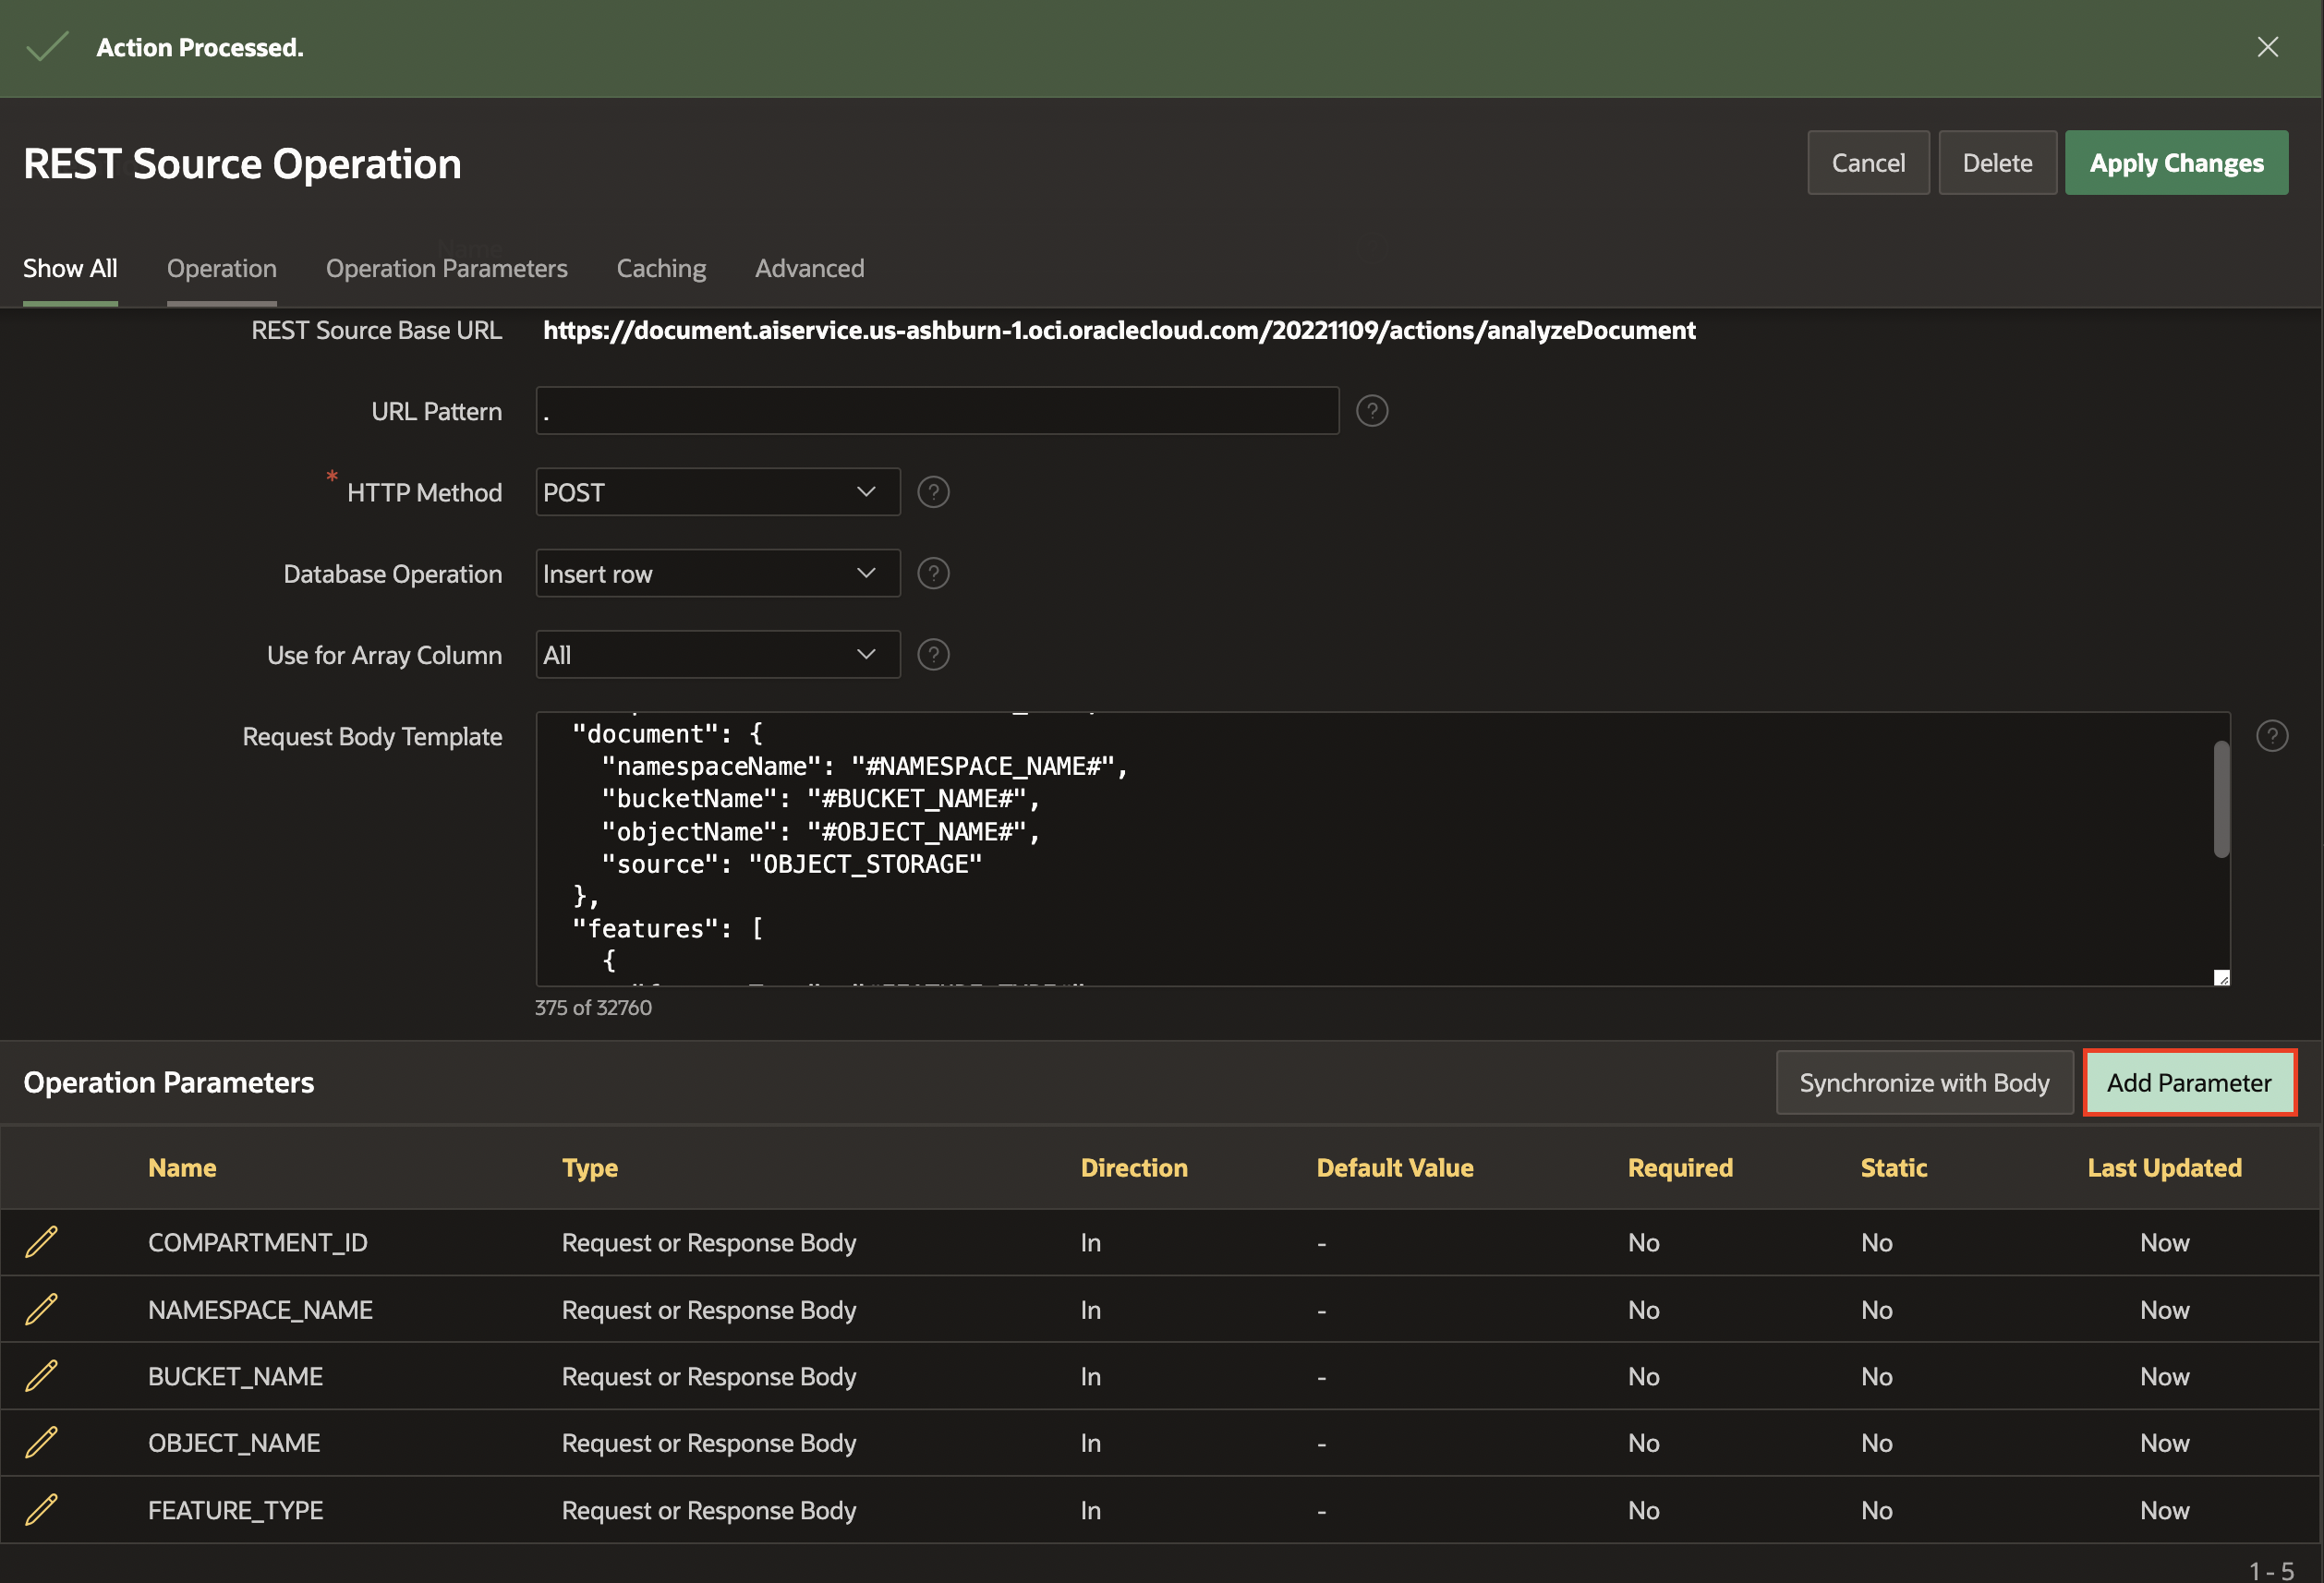 Action Processed.
REST Source Operation
Cancel
Delete
Apply Changes
Show All
Operation
Operation Parameters
Caching
Advanced
REST Source Base URL
https://document.aiservice.us-ashburn-1.oci.oraclecloud.com/20221109/actions/analyzeDocument
URL Pattern
.
?
* HTTP Method
POST
?
Database Operation
Insert row
?
Use for Array Column
All
?
Request Body Template
"document": {
"namespaceName": "#NAMESPACE_NAME#",
"bucketName": "#BUCKET_NAME#",
"objectName": "#OBJECT_NAME#",
"source": "OBJECT_STORAGE"
},
"features": [
{
?
375 of 32760
Operation Parameters
Synchronize with Body
Add Parameter
Name Type Direction Default Value Required Static Last Updated
COMPARTMENT_ID Request or Response Body In - No No Now
NAMESPACE_NAME Request or Response Body In - No No Now
BUCKET_NAME Request or Response Body In - No No Now
OBJECT_NAME Request or Response Body In - No No Now
FEATURE_TYPE Request or Response Body In - No No Now
1 - 5